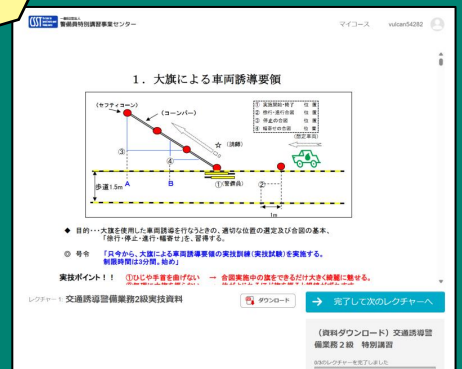 一般社団法人
警備員特別講習事業センター
マイコース vulcan54282
1. 大旗による車両誘導要領
(セフティコーン)
(コーンバー)
① 実施開始・終了 位置
② 徐行・進行合図 位置
③ 停止の合図 位置
④ 幅寄せの合図 位置
(想定車両)
☆ (講師)
③
④
A B ①(警備員) ②
歩道1.5m
1m
◆ 目的・・・大旗を使用した車両誘導を行なうときの、適切な位置の選定及び合図の基本、
「徐行・停止・進行・幅寄せ」を、習得する。
◎ 号令 「只今から、大旗による車両誘導要領の実技訓練(実技試験)を実施する。
制限時間は3分間。始め」
実技ポイント!! ①ひじや手首を曲げない → 合図実施中の旗をできるだけ大きく綺麗に魅せる。
レクチャー 1: 交通誘導警備業務2級実技資料
ダウンロード
→ 完了して次のレクチャーへ
(資料ダウンロード)交通誘導警
備業務2級 特別講習
0/3のレクチャーを完了しました